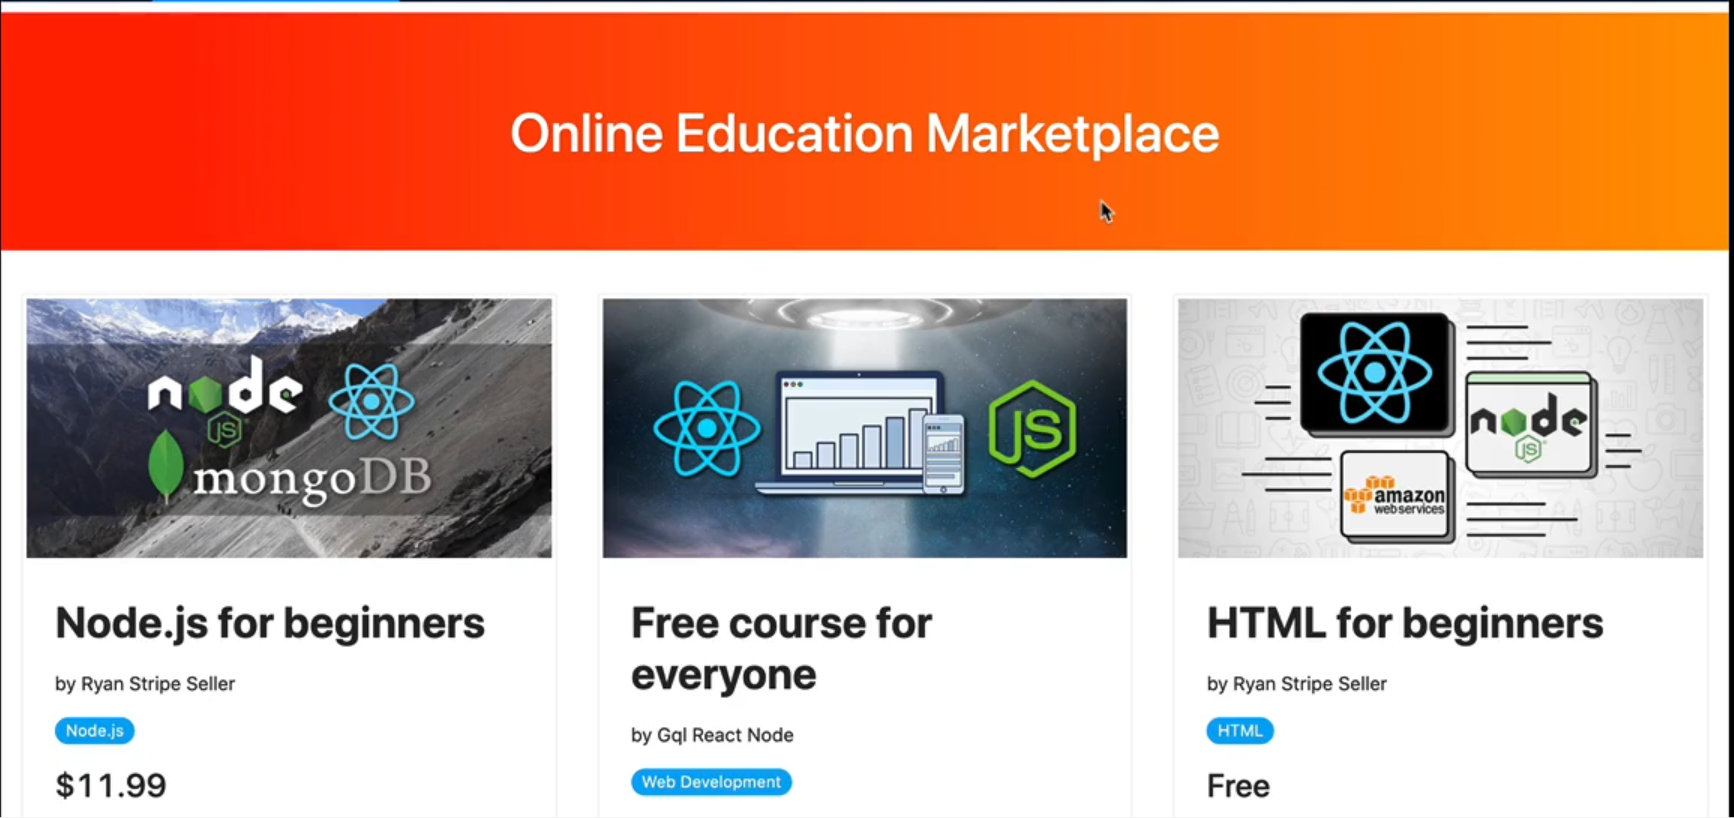 Online Education Marketplace
node
JS
mongoDB
JS
node
JS
amazon
webservices
Node.js for beginners
by Ryan Stripe Seller
Node.js
$11.99
Free course for
everyone
by Gql React Node
Web Development
HTML for beginners
by Ryan Stripe Seller
HTML
Free